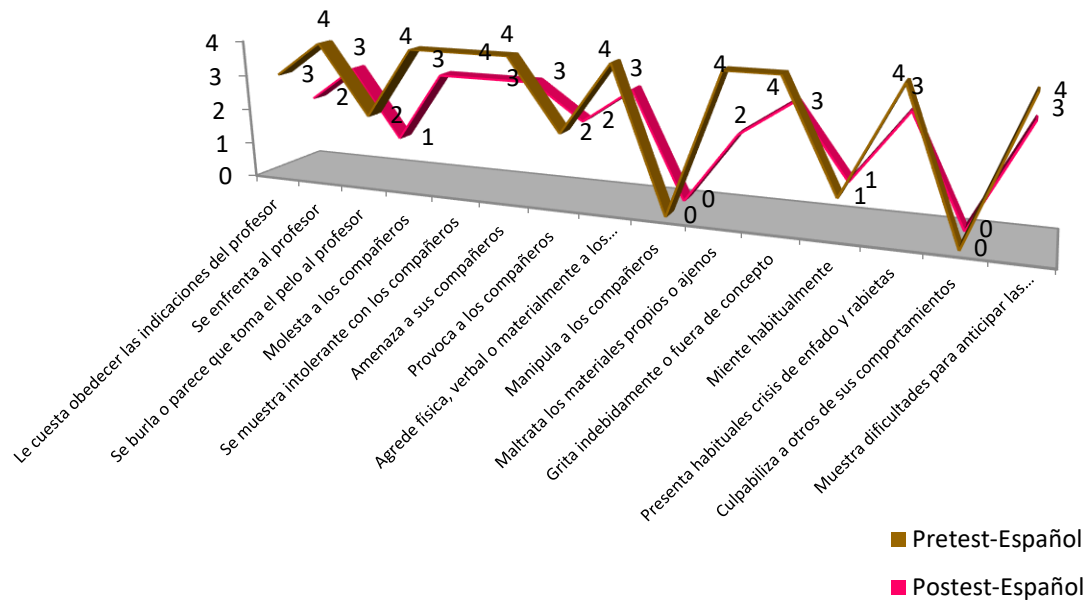 4
3
2
1
0
3
4
2
4
4
4
2
4
0
4
4
1
4
0
4
2
3
1
3
3
3
2
3
0
2
3
1
3
0
3
Le cuesta obedecer las indicaciones del profesor
Se enfrenta al profesor
Se burla o parece que toma el pelo al profesor
Molesta a los compañeros
Se muestra intolerante con los compañeros
Amenaza a sus compañeros
Provoca a los compañeros
Agrede física, verbal o materialmente a los...
Manipula a los compañeros
Maltrata los materiales propios o ajenos
Grita indebidamente o fuera de concepto
Miente habitualmente
Presenta habituales crisis de enfado y rabietas
Culpabiliza a otros de sus comportamientos
Muestra dificultades para anticipar las...
Pretest-Español
Postest-Español